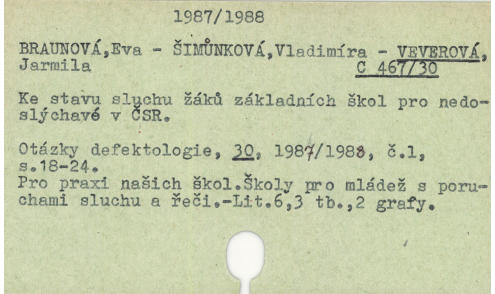 1987/1988
BRAUNOVÁ,Eva - ŠIMŮNKOVÁ,Vladimíra - VEVEROVÁ,
Jarmila C 467/30
Ke stavu sluchu žáků základních škol pro nedo-
slýchavé v ČSR.
Otázky defektologie, 30, 1987/1988, č.1,
s.18-24.
Pro praxi našich škol.Školy pro mládež s poru-
chami sluchu a řeči.-Lit.6,3 tb.,2 grafy.